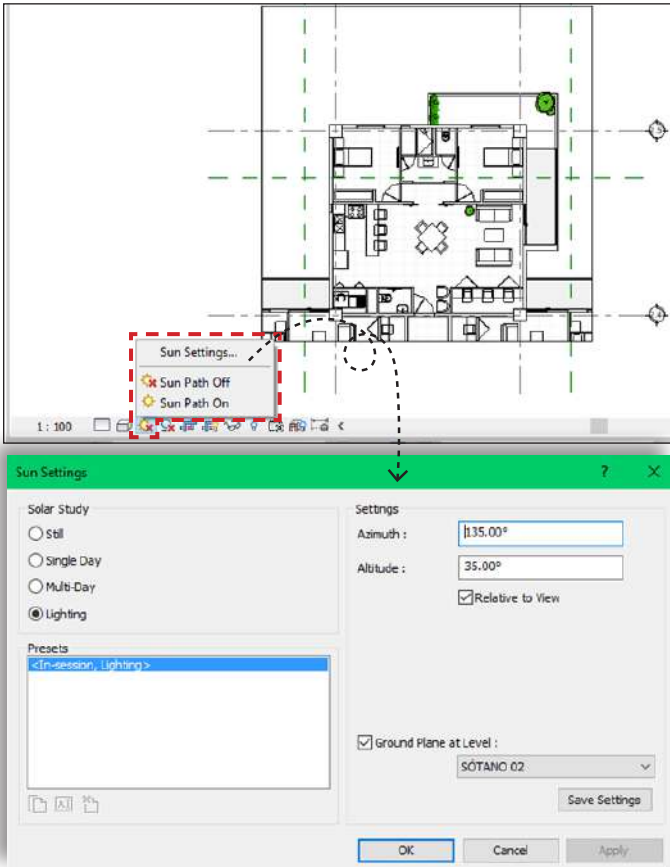 Sun Settings...
Sun Path Off
Sun Path On
1 : 100
Sun Settings
? ×
Solar Study
Still
Single Day
Multi-Day
Lighting
Presets
<In-session, Lighting>
Settings
Azimuth :
135.00°
Altitude :
35.00°
Relative to View
Ground Plane at Level :
SÓTANO 02
Save Settings
OK
Cancel
Apply